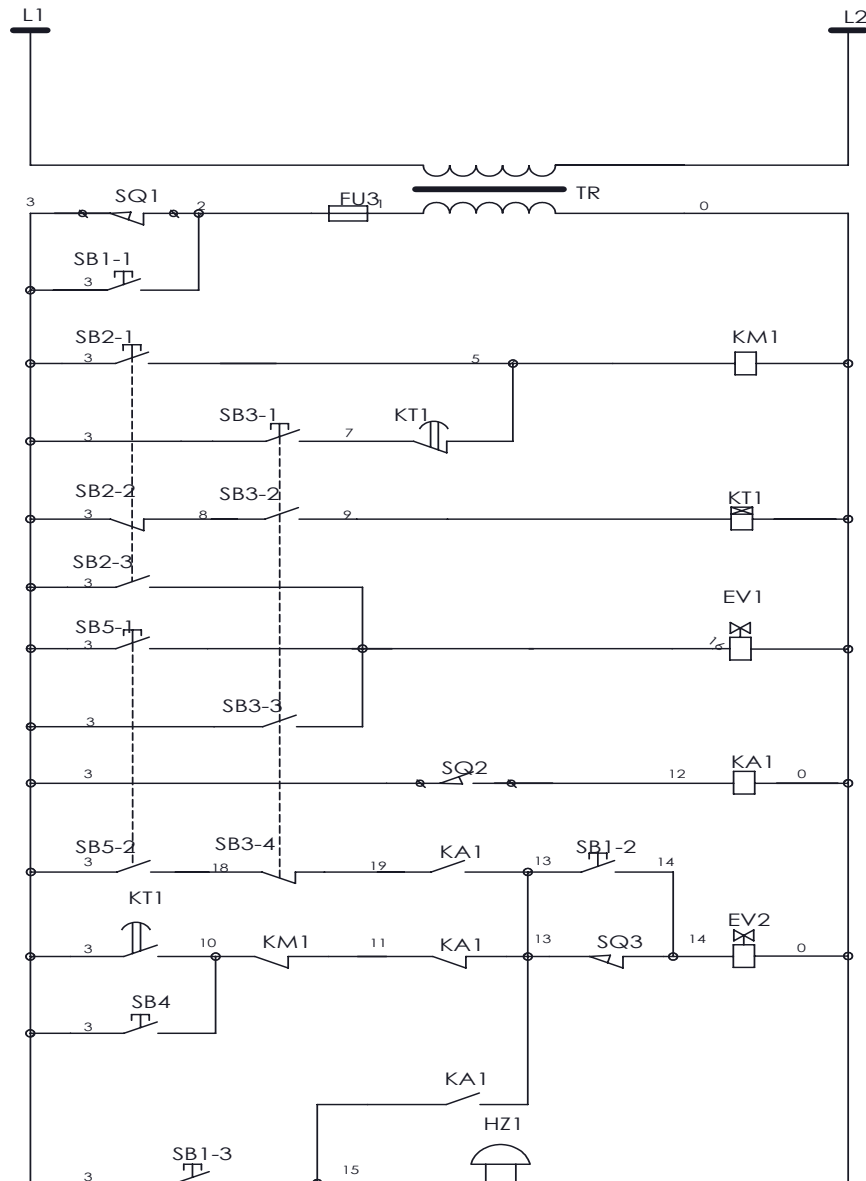 L1 L2
TR
3 SQ1 2 FU3 1 0
SB1-1
3
SB2-1 KM1
3 5
SB3-1 KT1
3 7
SB2-2 SB3-2 KT1
3 8 9
SB2-3
3
EV1
SB5-1
3 16
SB3-3
3
SQ2 KA1
3 12 0
SB5-2 SB3-4 KA1 SB1-2
3 18 19 13 14
KT1 EV2
10 KM1 11 KA1 13 SQ3 14
3 0
SB4
3
KA1
HZ1
SB1-3
3 15